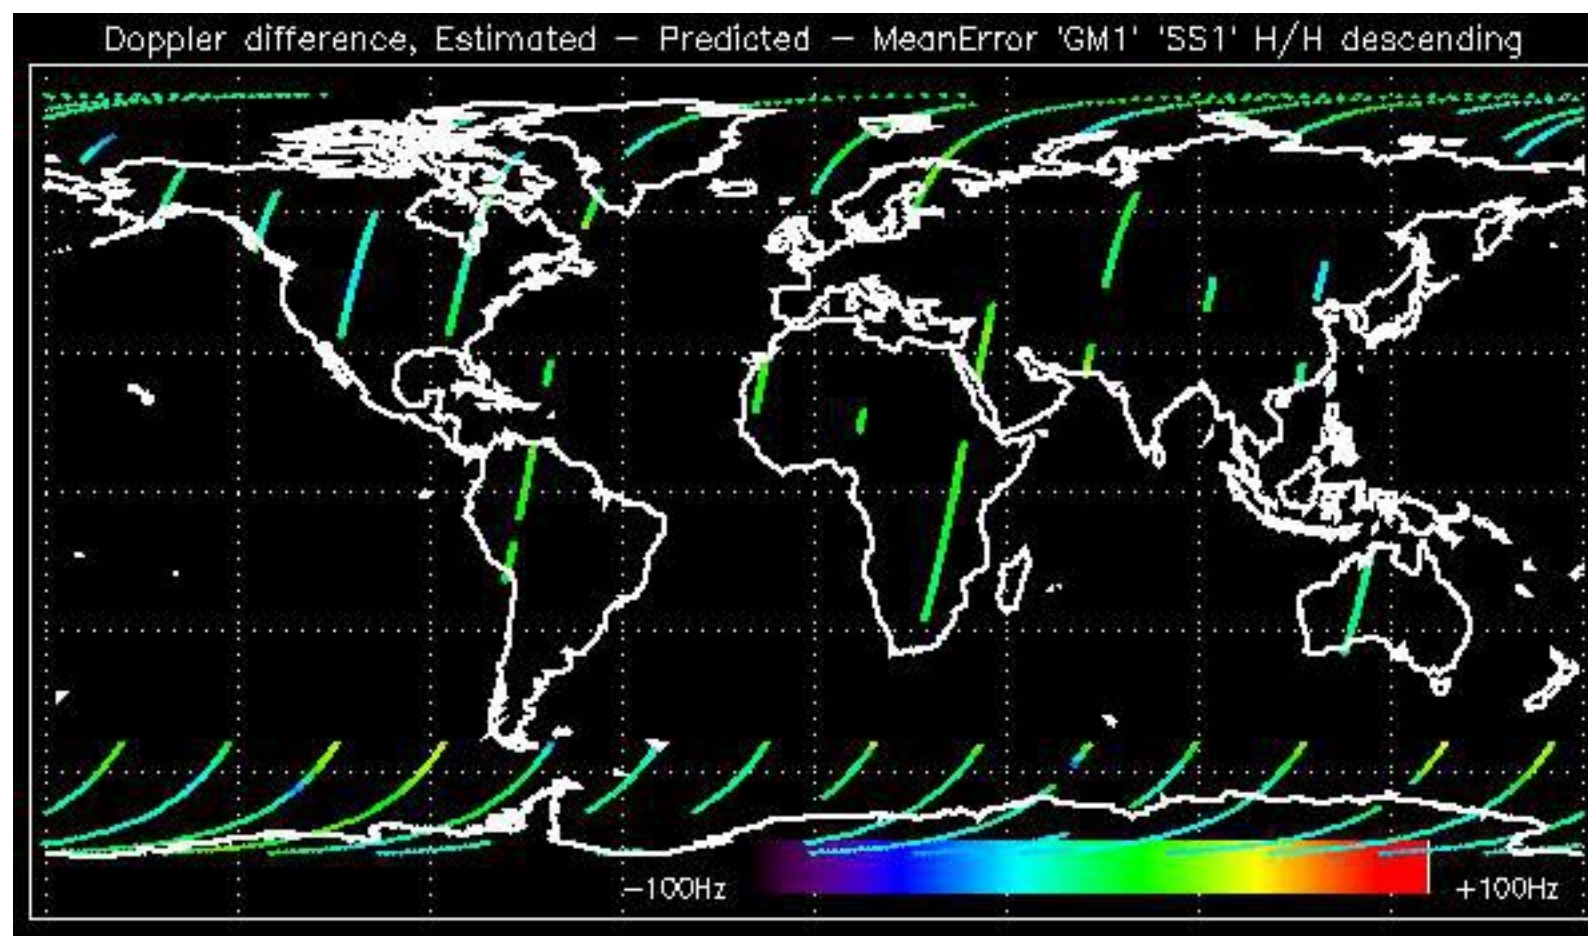 Doppler difference, Estimated – Predicted – MeanError 'GM1' 'SS1' H/H descending
–100Hz +100Hz